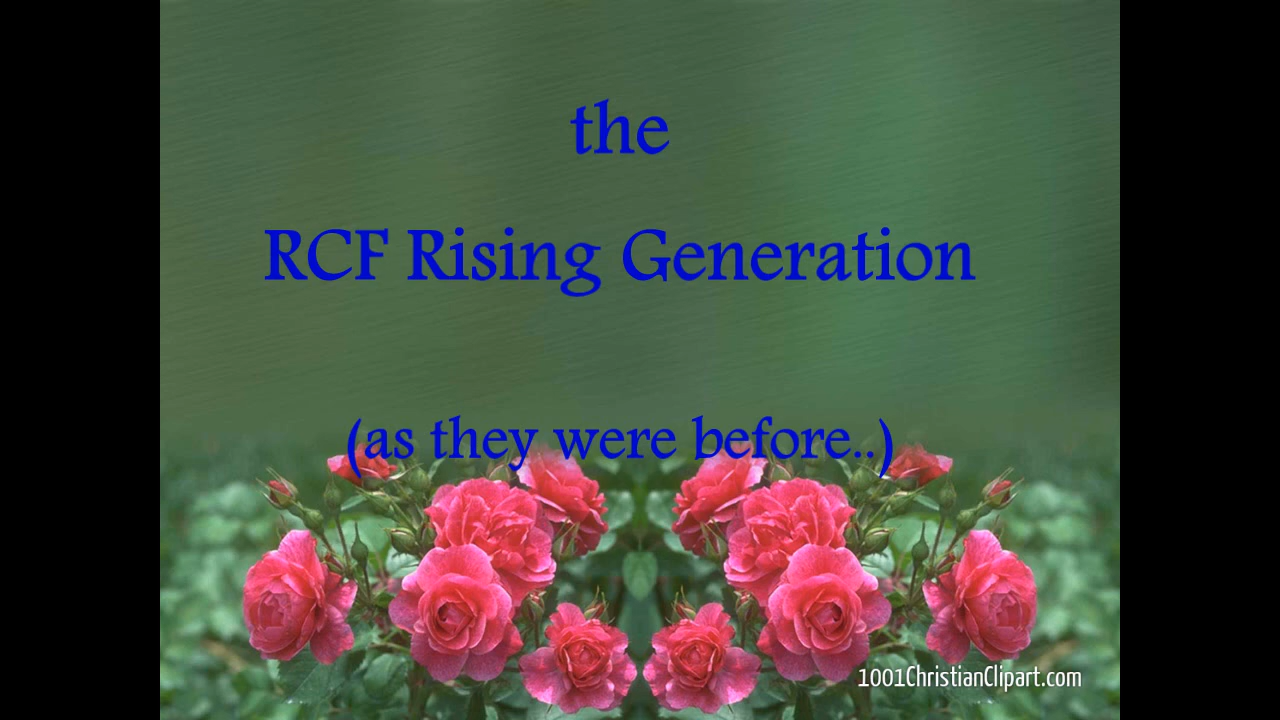 the
RCF Rising Generation
(as they were before..)
1001ChristianClipart.com